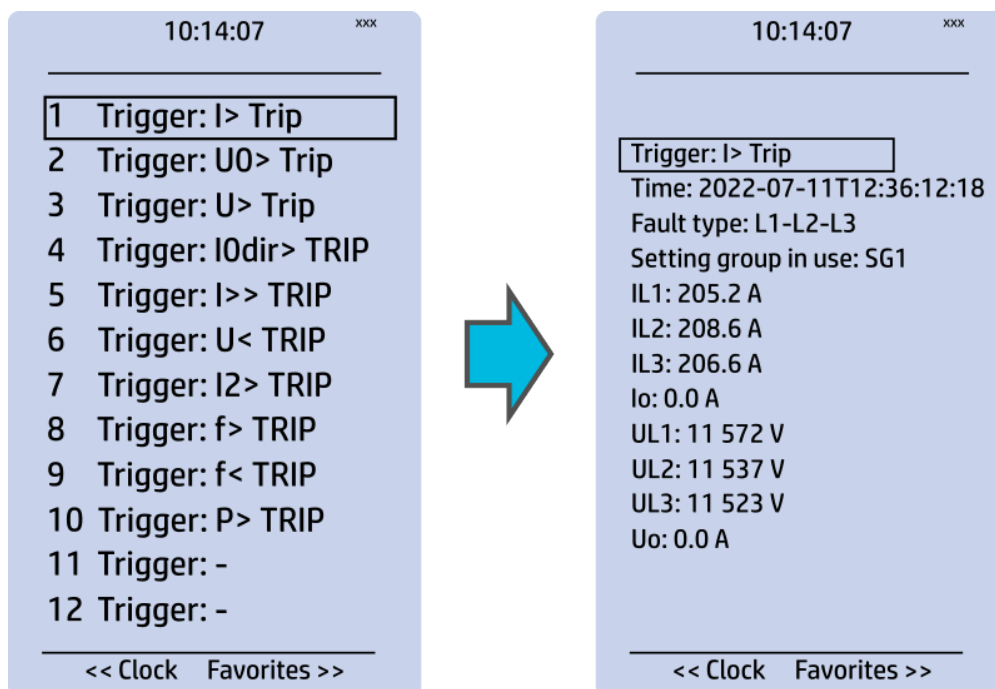 10:14:07 xxx
1 Trigger: I> Trip
2 Trigger: U0> Trip
3 Trigger: U> Trip
4 Trigger: I0dir> TRIP
5 Trigger: I>> TRIP
6 Trigger: U< TRIP
7 Trigger: I2> TRIP
8 Trigger: f> TRIP
9 Trigger: f< TRIP
10 Trigger: P> TRIP
11 Trigger: -
12 Trigger: -
<< Clock Favorites >>
10:14:07 xxx
Trigger: I> Trip
Time: 2022-07-11T12:36:12:18
Fault type: L1-L2-L3
Setting group in use: SG1
IL1: 205.2 A
IL2: 208.6 A
IL3: 206.6 A
Io: 0.0 A
UL1: 11 572 V
UL2: 11 537 V
UL3: 11 523 V
Uo: 0.0 A
<< Clock Favorites >>